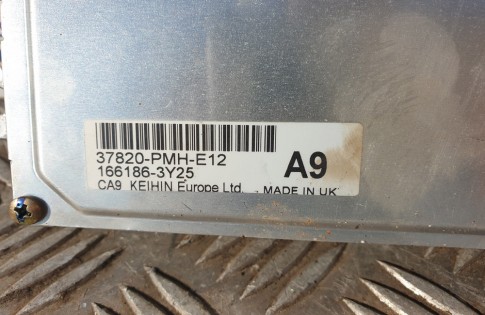 37820-PMH-E12
166186-3Y25
A9
CA9 KEIHIN Europe Ltd. - MADE IN UK